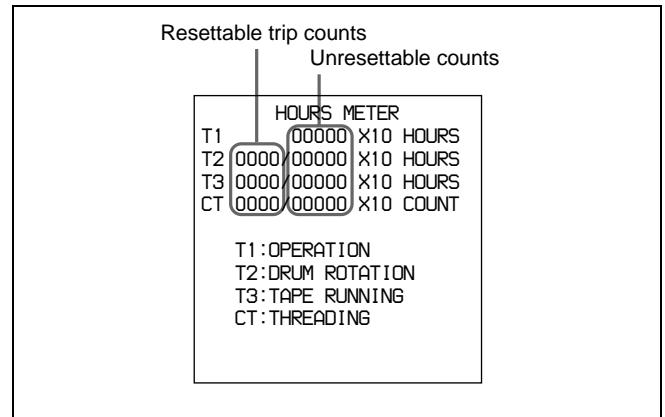 Resettable trip counts
Unresettable counts
HOURS METER
T1 00000 X10 HOURS
T2 0000/00000 X10 HOURS
T3 0000/00000 X10 HOURS
CT 0000/00000 X10 COUNT
T1:OPERATION
T2:DRUM ROTATION
T3:TAPE RUNNING
CT:THREADING